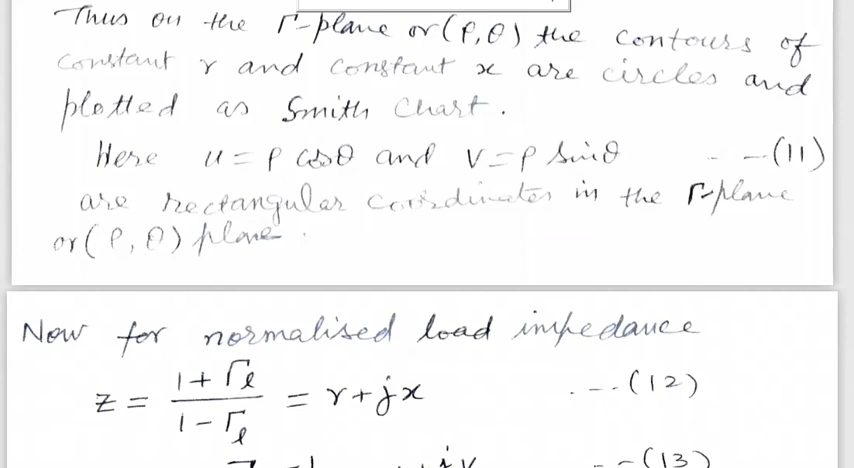 Thus on the Γ-plane or (ρ,θ) the contours of
constant r and constant x are circles and
plotted as Smith chart.
Here u = ρ cosθ and v = ρ sinθ - - (11)
are rectangular coordinates in the Γ-plane
or (ρ, θ) plane.
Now for normalised load impedance
z = (1 + Γℓ) / (1 - Γℓ) = r + jx . - - . (12)
- - (13)